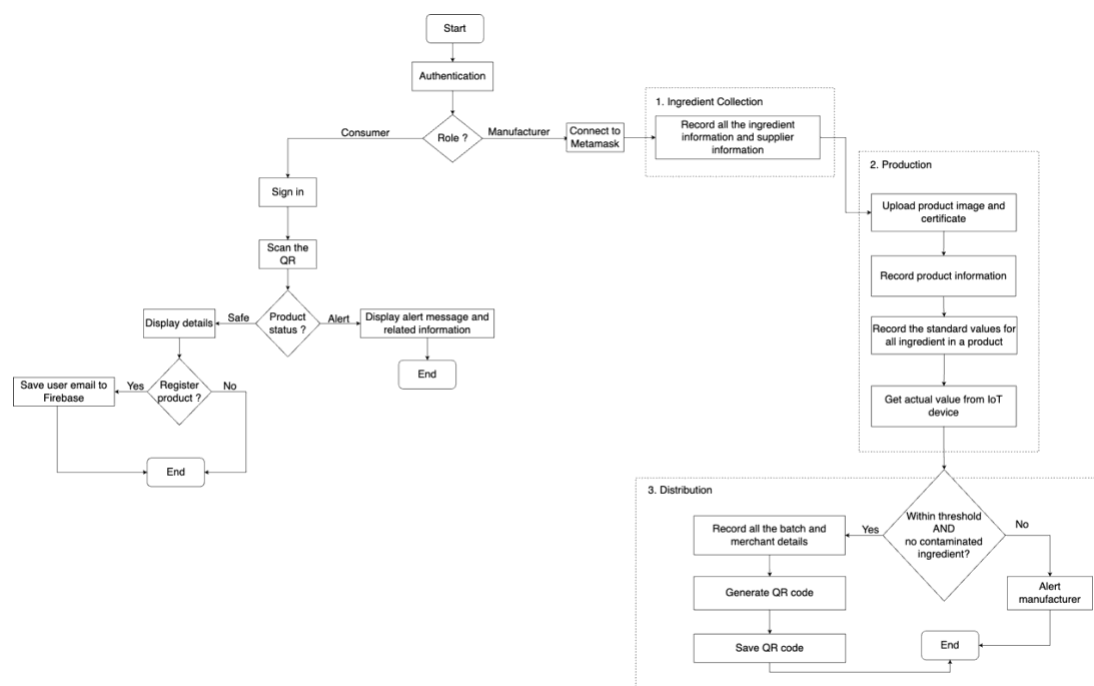 Start
Authentication
Role ?
Consumer
Manufacturer
Connect to
Metamask
1. Ingredient Collection
Record all the ingredient
information and supplier
information
2. Production
Upload product image and
certificate
Record product information
Record the standard values for
all ingredient in a product
Get actual value from IoT
device
Sign in
Scan the
QR
Product
status ?
Safe
Alert
Display details
Display alert message and
related information
End
Register
product ?
Yes
No
Save user email to
Firebase
End
3. Distribution
Within threshold
AND
no contaminated
ingredient?
Yes
No
Record all the batch and
merchant details
Generate QR code
Save QR code
Alert
manufacturer
End